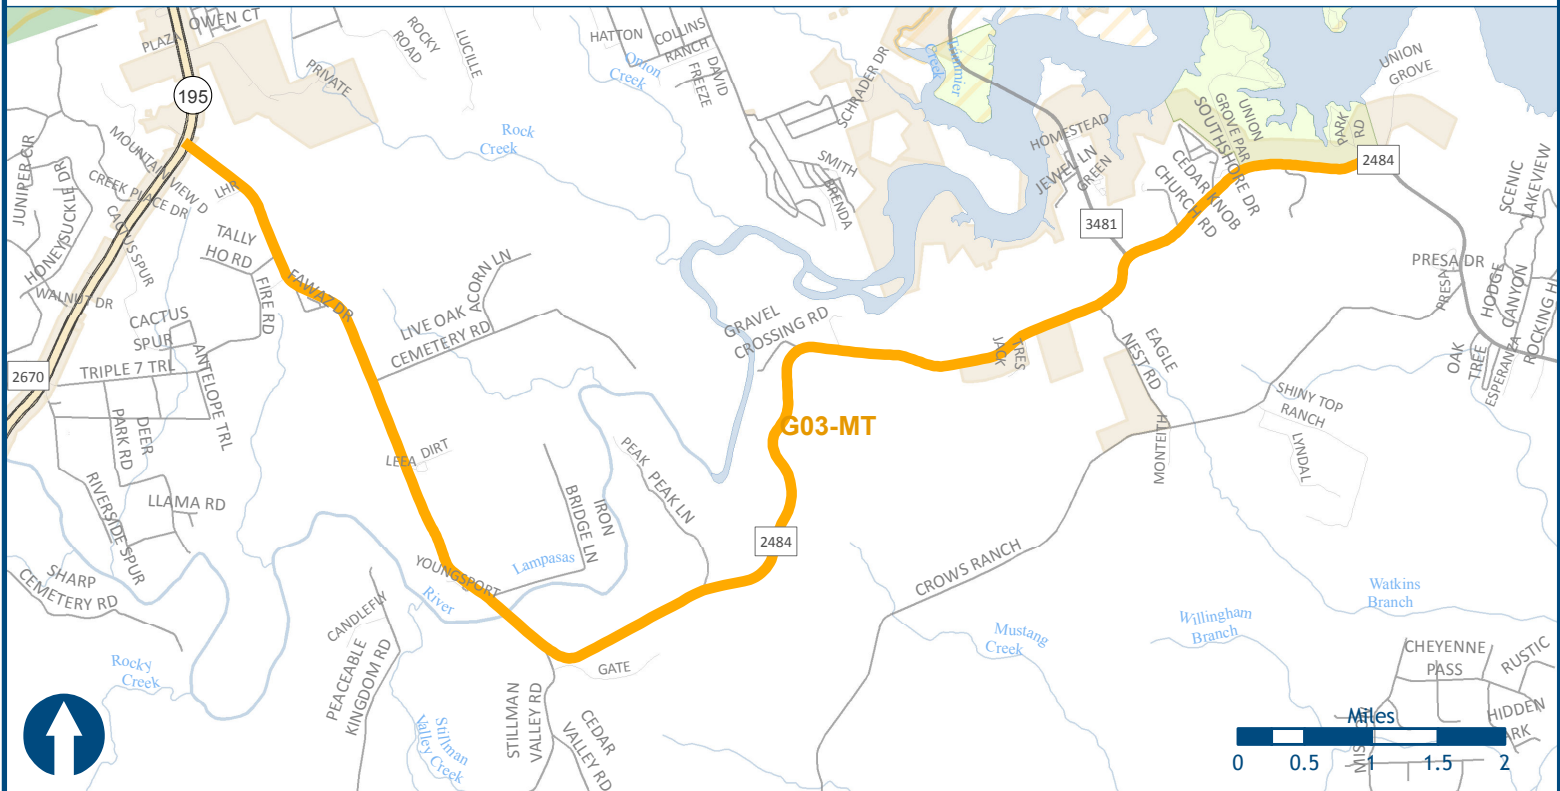 OWEN CT
PLAZA
195
ROCKY
ROAD
LUCILLE
PRIVATE
HATTON
COLLINS
RANCH
DAVID
FREEZE
Onion
Creek
SCHRADER DR
Trimmier
Creek
UNION
GROVE
HOMESTEAD
JEWEL LN
GREEN
SOUTHSHORE DR
UNION
GROVE PAR
PARK
RD
2484
CEDAR KNOB
CHURCH RD
3481
SCENIC
LAKEVIEW
Rock
Creek
SMITH
BRENDA
JUNIPER CIR
HONEYSUCKLE DR
MOUNTAIN VIEW D
CREEK PLACE DR
CACTUS SPUR
LHR
TALLY
HO RD
FIRE RD
FAWAZ DR
WALNUT DR
CACTUS
SPUR
ACORN LN
LIVE OAK
CEMETERY RD
GRAVEL
CROSSING RD
JACK
TRES
EAGLE
NEST RD
PRESA DR
PRESA
HODGE
CANYON
ROCKING HI
OAK
TREE
ESPERANZA
2670
TRIPLE 7 TRL
ANTELOPE TRL
DEER
PARK RD
LEEA
DIRT
G03-MT
SHINY TOP
RANCH
LYNDAL
MONTEITH
PEAK
PEAK LN
IRON
BRIDGE LN
RIVERSIDE SPUR
LLAMA RD
2484
SHARP
CEMETERY RD
YOUNGSPORT
Lampasas
River
CROWS RANCH
Watkins
Branch
Willingham
Branch
Mustang
Creek
CANDLEFLY
PEACEABLE
KINGDOM RD
Rocky
Creek
GATE
STILLMAN
VALLEY RD
CEDAR
VALLEY RD
Stillman
Valley Creek
CHEYENNE
PASS
RUSTIC
HIDDEN
ARK
MIS
Miles
0 0.5 1 1.5 2